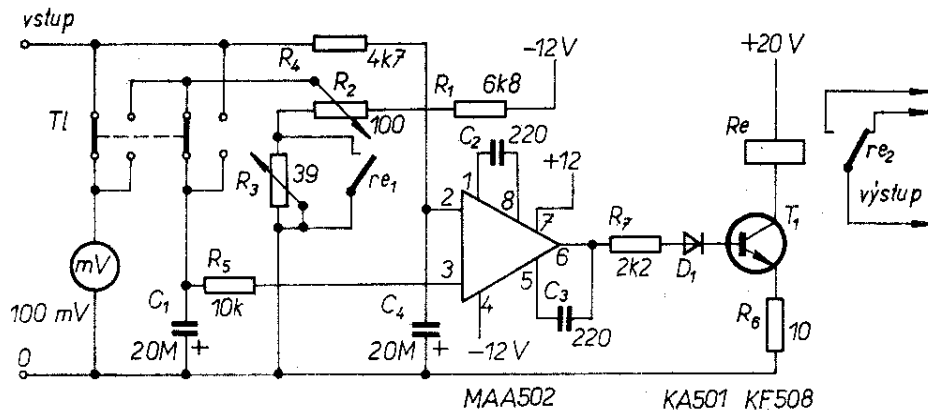 vstup
R4
4k7
-12V
+20V
R2
R1
6k8
100
Tl
C2
220
+12
Re
re2
R3
39
re1
1
8
výstup
2
7
R7
T1
mV
6
R5
3
5
2k2
D1
100 mV
C1
10k
C4
4
C3
R6
10
20M +
20M +
-12V
220
0
MAA502
KA501
KF508